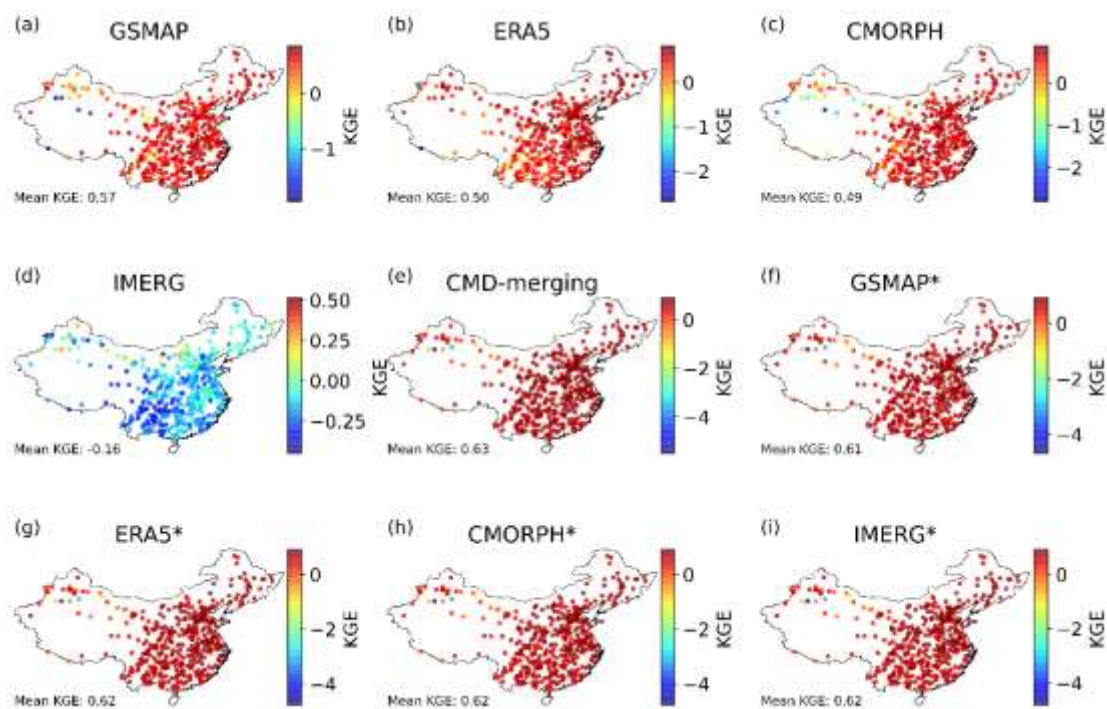 (a) GSMAP
0
−1
KGE
Mean KGE: 0.57
(b) ERA5
0
−1
−2
KGE
Mean KGE: 0.50
(c) CMORPH
0
−1
−2
KGE
Mean KGE: 0.49
(d) IMERG
0.50
0.25
0.00
−0.25
KGE
Mean KGE: -0.16
(e) CMD-merging
0
−2
−4
KGE
Mean KGE: 0.63
(f) GSMAP*
0
−2
−4
KGE
Mean KGE: 0.61
(g) ERA5*
0
−2
−4
KGE
Mean KGE: 0.62
(h) CMORPH*
0
−2
−4
KGE
Mean KGE: 0.62
(i) IMERG*
0
−2
−4
KGE
Mean KGE: 0.62